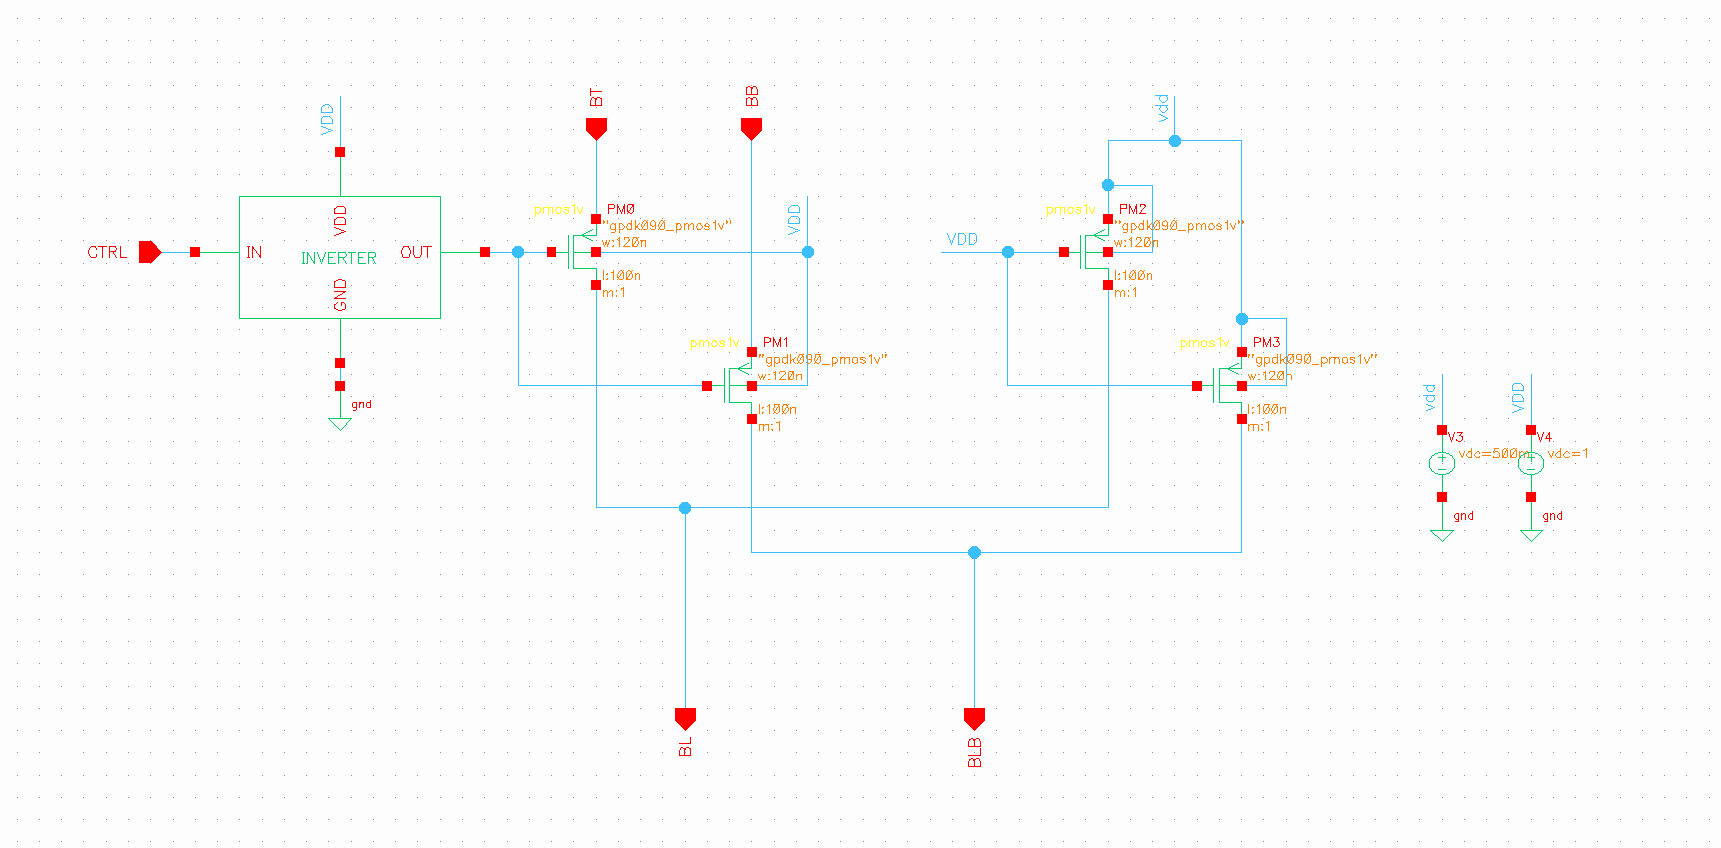 BT
BB
VDD
vdd
CTRL
IN
VDD
INVERTER
GND
OUT
gnd
pmos1v
PM0
"gpdk090_pmos1v"
w:120n
l:100n
m:1
VDD
pmos1v
PM1
"gpdk090_pmos1v"
w:120n
l:100n
m:1
VDD
pmos1v
PM2
"gpdk090_pmos1v"
w:120n
l:100n
m:1
pmos1v
PM3
"gpdk090_pmos1v"
w:120n
l:100n
m:1
vdd
V3
vdc=500m
gnd
VDD
V4
vdc=1
gnd
BL
BLB